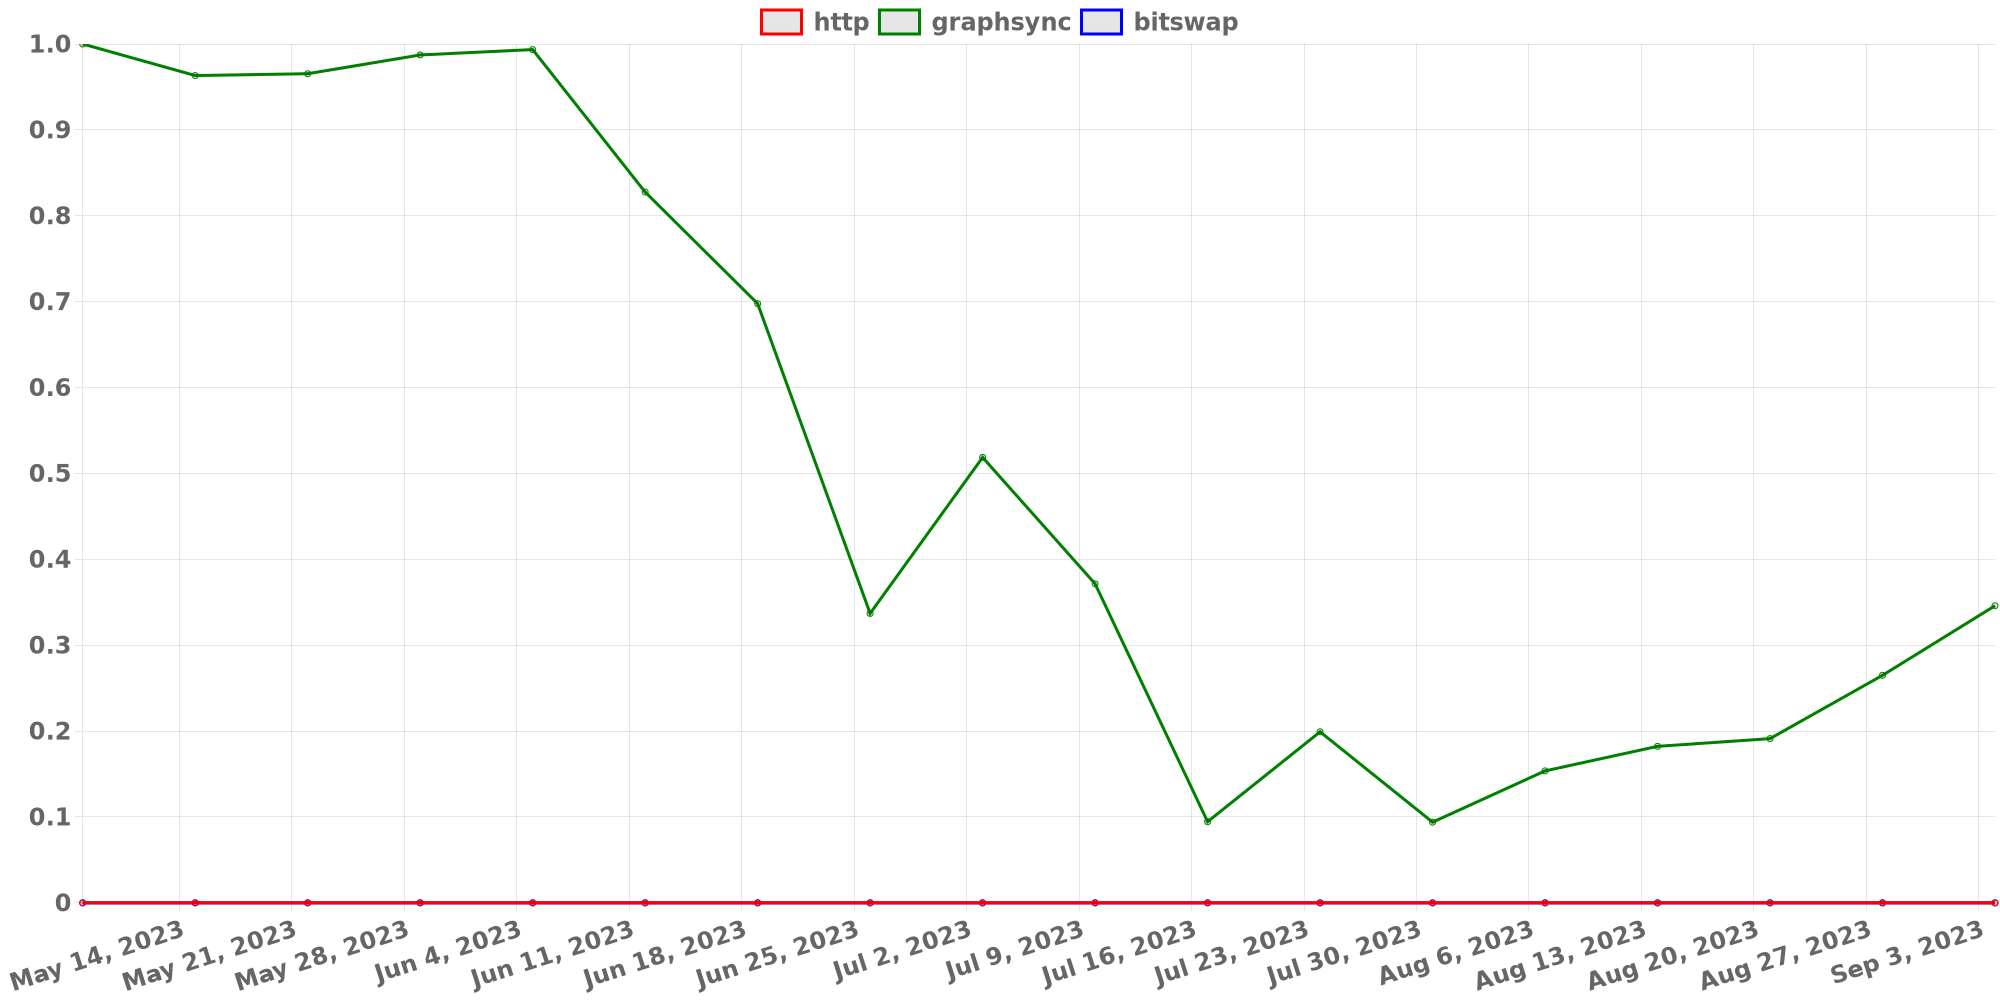 http graphsync bitswap
1.0
0.9
0.8
0.7
0.6
0.5
0.4
0.3
0.2
0.1
0
May 14, 2023
May 21, 2023
May 28, 2023
Jun 4, 2023
Jun 11, 2023
Jun 18, 2023
Jun 25, 2023
Jul 2, 2023
Jul 9, 2023
Jul 16, 2023
Jul 23, 2023
Jul 30, 2023
Aug 6, 2023
Aug 13, 2023
Aug 20, 2023
Aug 27, 2023
Sep 3, 2023